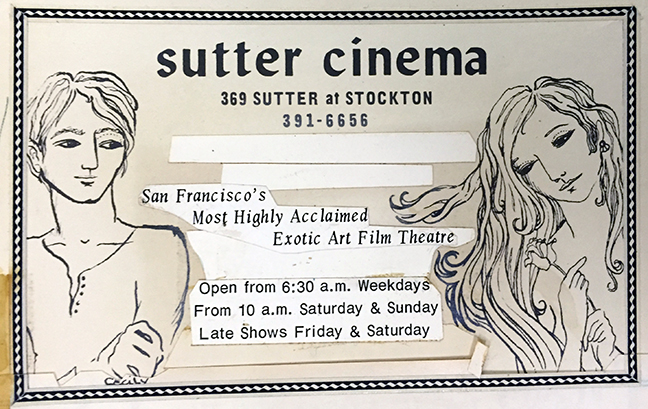 sutter cinema
369 SUTTER at STOCKTON
391-6656
San Francisco's
Most Highly Acclaimed
Exotic Art Film Theatre
Open from 6:30 a.m. Weekdays
From 10 a.m. Saturday & Sunday
Late Shows Friday & Saturday
Cecily